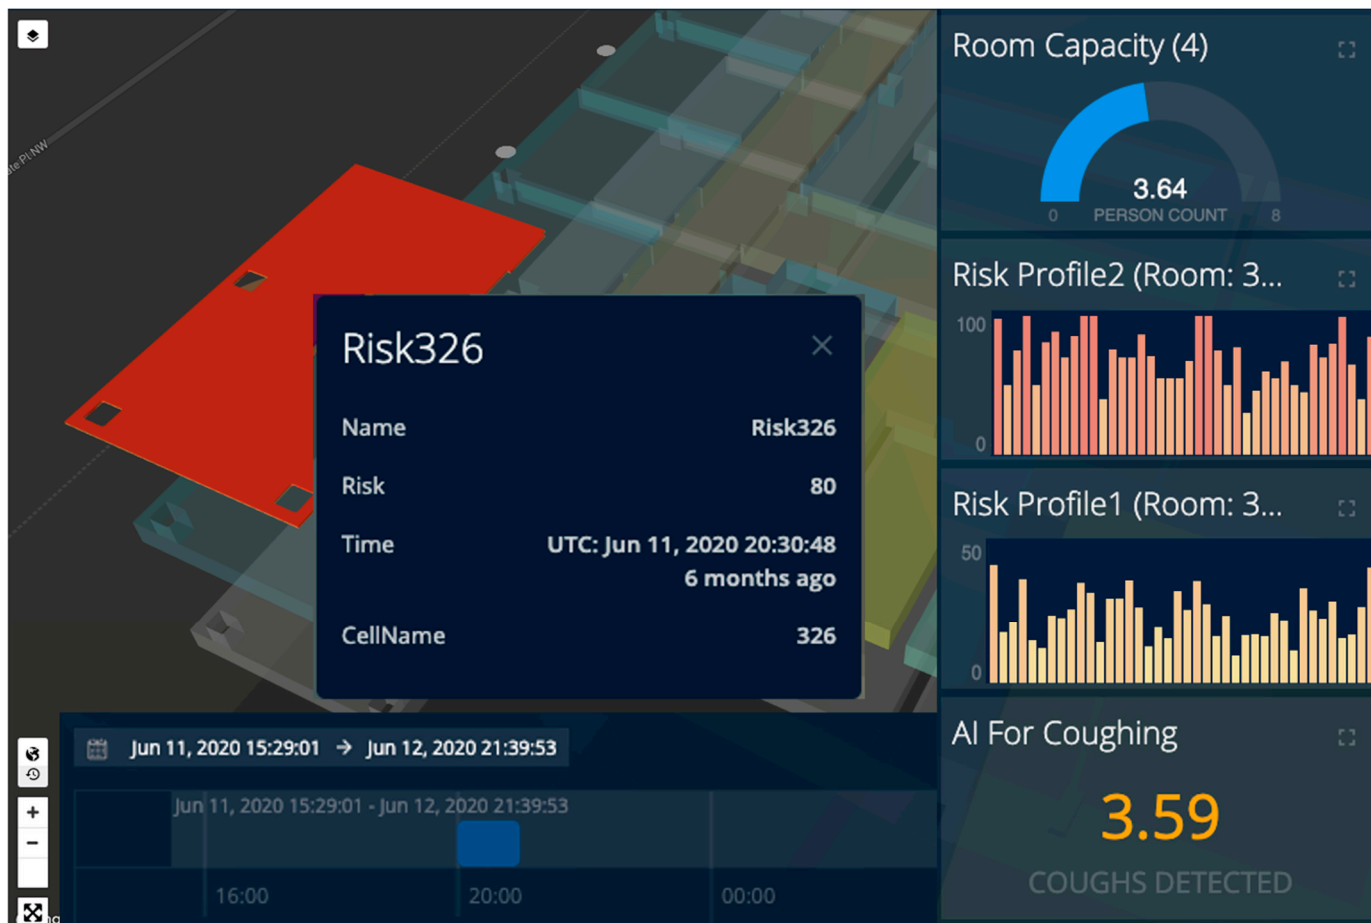 Pl NW
Risk326
Name Risk326
Risk 80
Time UTC: Jun 11, 2020 20:30:48
6 months ago
CellName 326
Jun 11, 2020 15:29:01 → Jun 12, 2020 21:39:53
Jun 11, 2020 15:29:01 - Jun 12, 2020 21:39:53
16:00 20:00 00:00
Room Capacity (4)
3.64
0 PERSON COUNT 8
Risk Profile2 (Room: 3...
100
0
Risk Profile1 (Room: 3...
50
0
AI For Coughing
3.59
COUGHS DETECTED